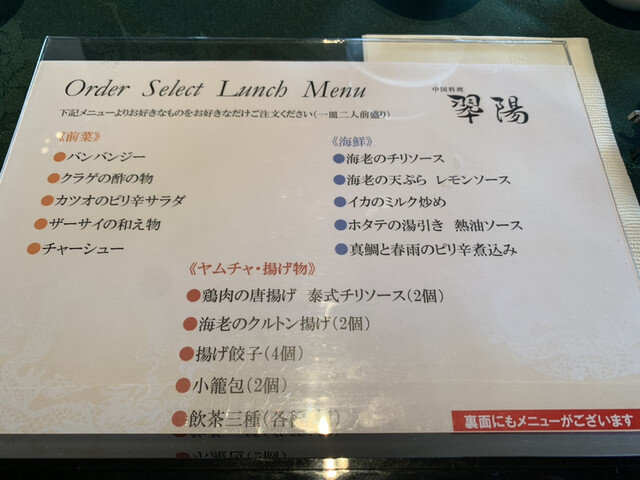 Order Select Lunch Menu
中国料理
翠陽
下記メニューよりお好きなものをお好きなだけご注文ください(一皿二人前盛り)
《前菜》
●バンバンジー
●クラゲの酢の物
●カツオのピリ辛サラダ
●ザーサイの和え物
●チャーシュー
《海鮮》
●海老のチリソース
●海老の天ぷら レモンソース
●イカのミルク炒め
●ホタテの湯引き 熱油ソース
●真鯛と春雨のピリ辛煮込み
《ヤムチャ・揚げ物》
●鶏肉の唐揚げ 泰式チリソース(2個)
●海老のクルトン揚げ(2個)
●揚げ餃子(4個)
●小籠包(2個)
●飲茶三種(各種
裏面にもメニューがございます